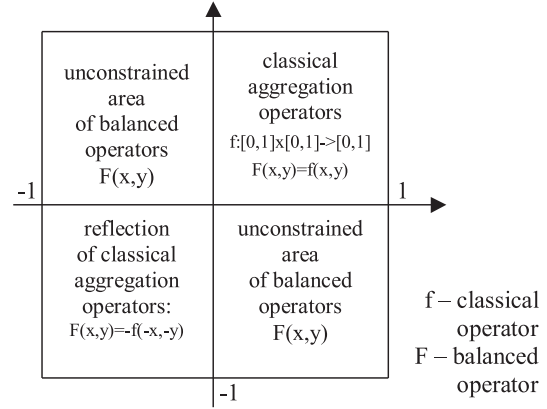 unconstrained
area
of balanced
operators
F(x,y)
classical
aggregation
operators
f:[0,1]x[0,1]->[0,1]
F(x,y)=f(x,y)
-1
1
reflection
of classical
aggregation
operators:
F(x,y)=-f(-x,-y)
unconstrained
area
of balanced
operators
F(x,y)
-1
f – classical
operator
F – balanced
operator